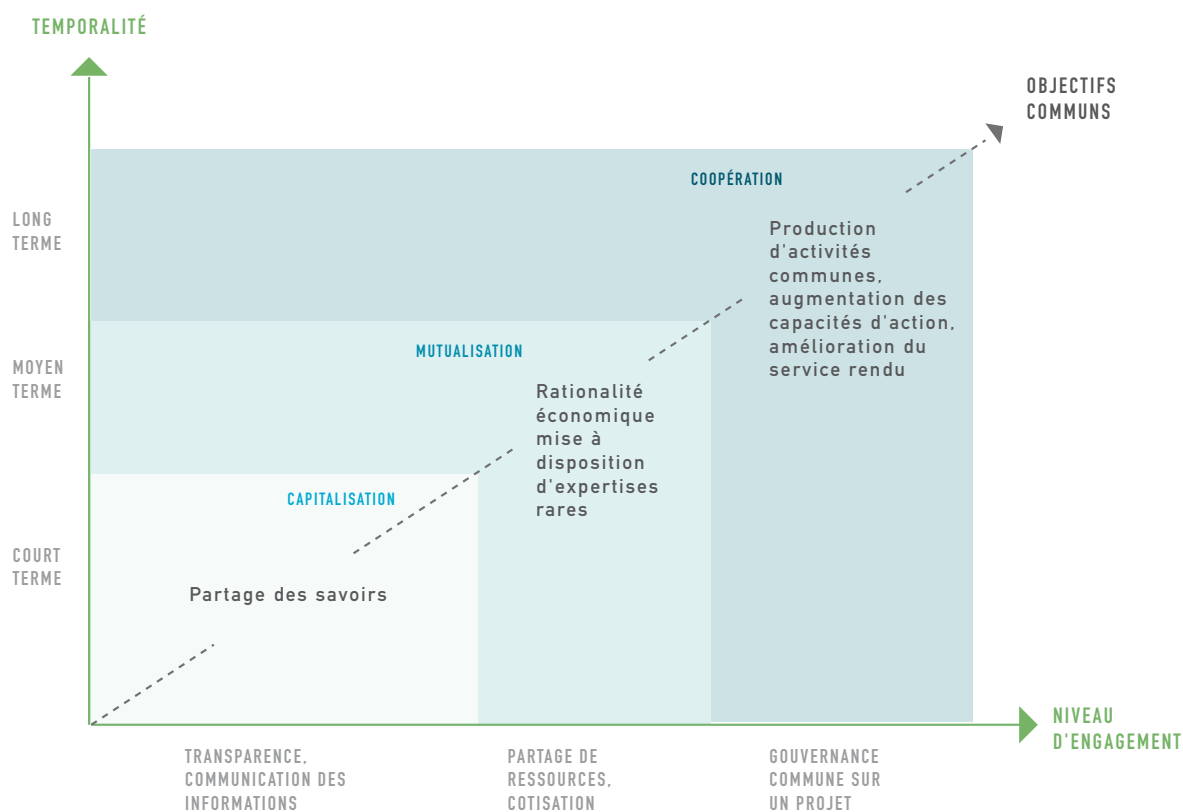 TEMPORALITÉ
OBJECTIFS
COMMUNS
COOPÉRATION
LONG
TERME
Production
d'activités
communes,
augmentation des
capacités d'action,
amélioration du
service rendu
MUTUALISATION
MOYEN
TERME
Rationalité
économique
mise à
disposition
d'expertises
rares
CAPITALISATION
COURT
TERME
Partage des savoirs
NIVEAU
D'ENGAGEMENT
TRANSPARENCE,
COMMUNICATION DES
INFORMATIONS
PARTAGE DE
RESSOURCES,
COTISATION
GOUVERNANCE
COMMUNE SUR
UN PROJET